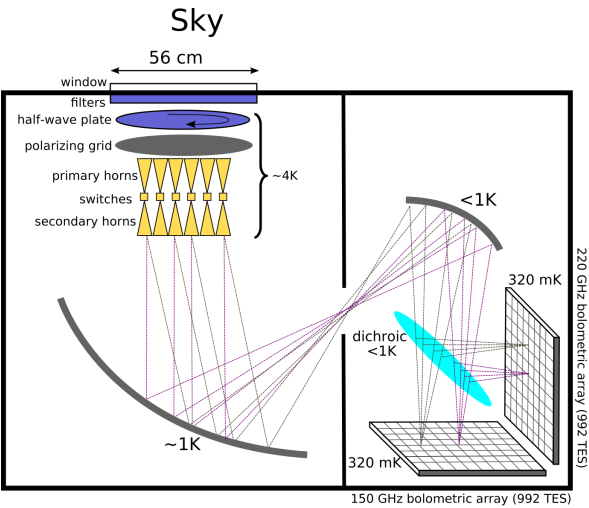 Sky
56 cm
window
filters
half-wave plate
polarizing grid
primary horns
switches
secondary horns
~4K
<1K
320 mK
dichroic
<1K
~1K
320 mK
220 GHz bolometric array (992 TES)
150 GHz bolometric array (992 TES)